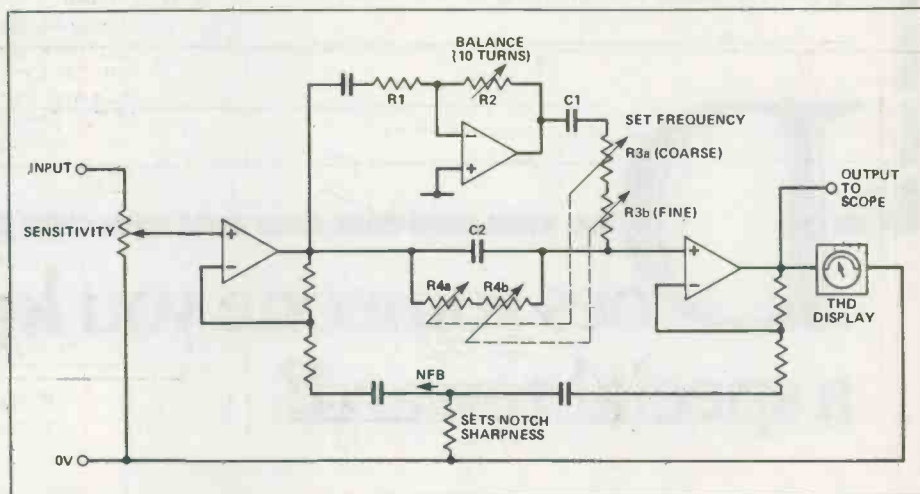 BALANCE
(10 TURNS)
R1
R2
C1
SET FREQUENCY
R3a (COARSE)
INPUT
OUTPUT
TO
SCOPE
R3b (FINE)
SENSITIVITY
C2
R4a
R4b
THD
DISPLAY
NFB
SETS NOTCH
SHARPNESS
0V